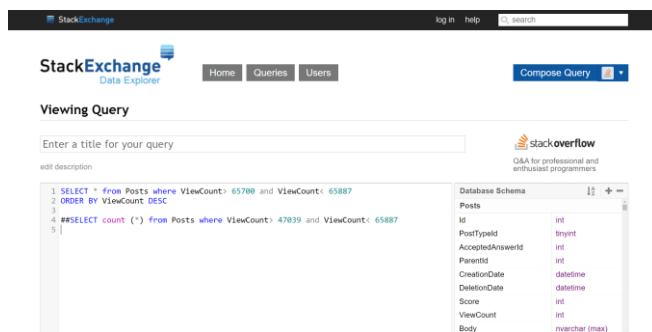 StackExchange log in help search
StackExchange
Data Explorer
Home Queries Users
Compose Query
Viewing Query
Enter a title for your query
edit description
stackoverflow
Q&A for professional and
enthusiast programmers
1 SELECT * from Posts where ViewCount> 65700 and ViewCount< 65887
2 ORDER BY ViewCount DESC
3
4 ##SELECT count (*) from Posts where ViewCount> 47039 and ViewCount< 65887
5
Database Schema
Posts
Id int
PostTypeId tinyint
AcceptedAnswerId int
ParentId int
CreationDate datetime
DeletionDate datetime
Score int
ViewCount int
Body nvarchar (max)